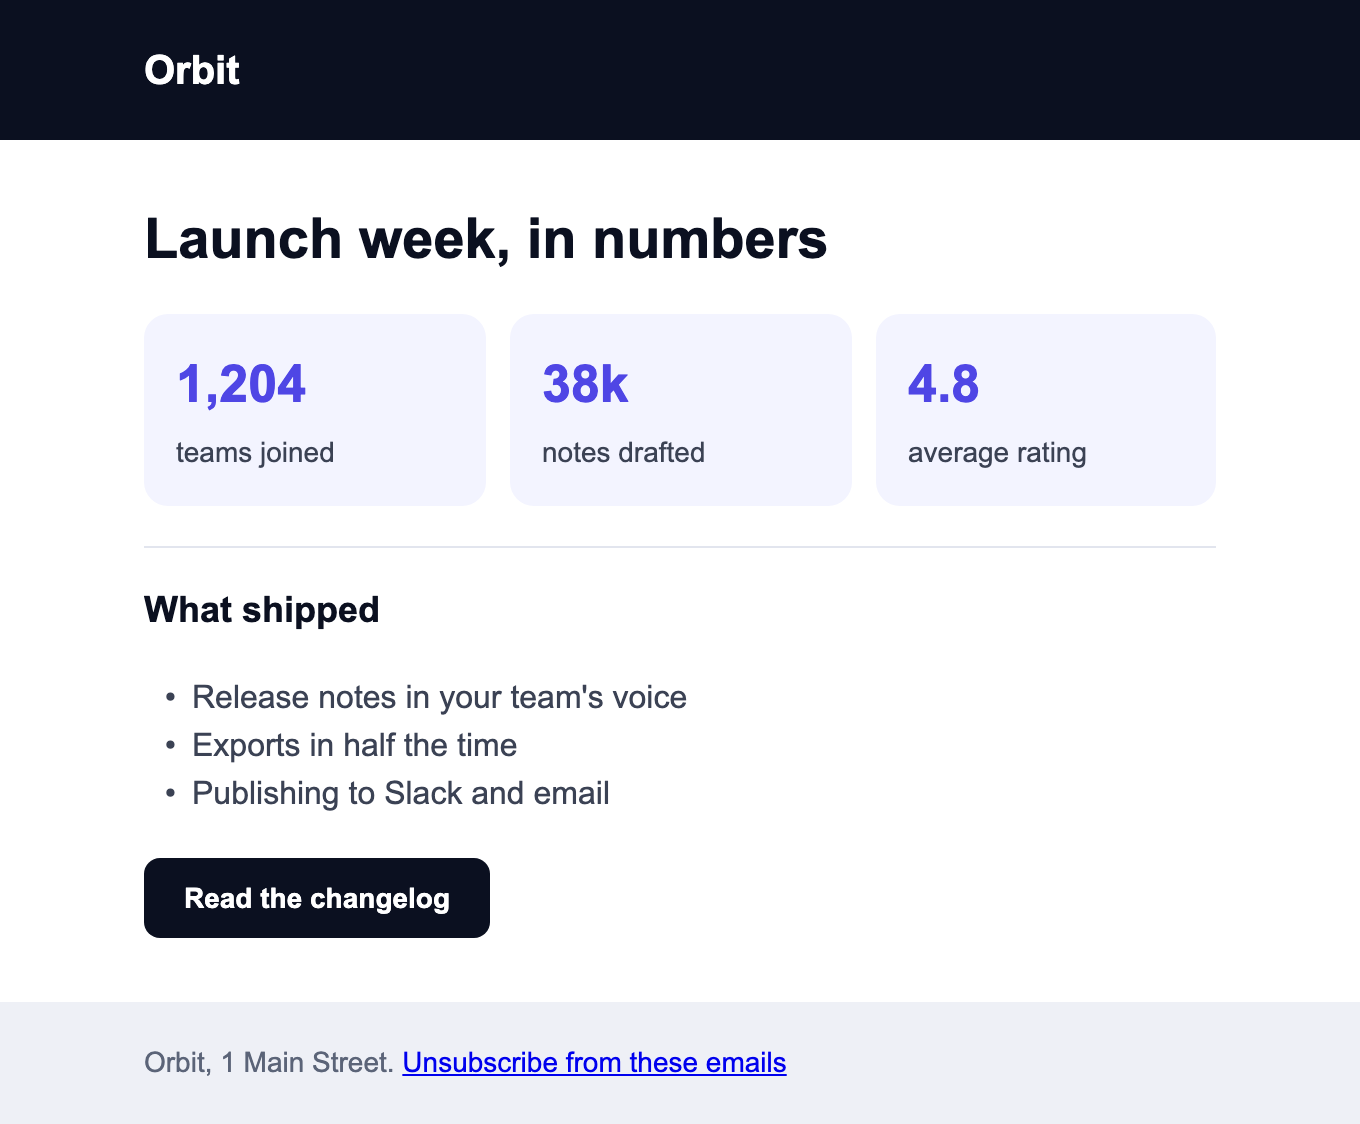 Orbit
Launch week, in numbers
1,204
teams joined
38k
notes drafted
4.8
average rating
What shipped
• Release notes in your team's voice
• Exports in half the time
• Publishing to Slack and email
Read the changelog
Orbit, 1 Main Street. Unsubscribe from these emails